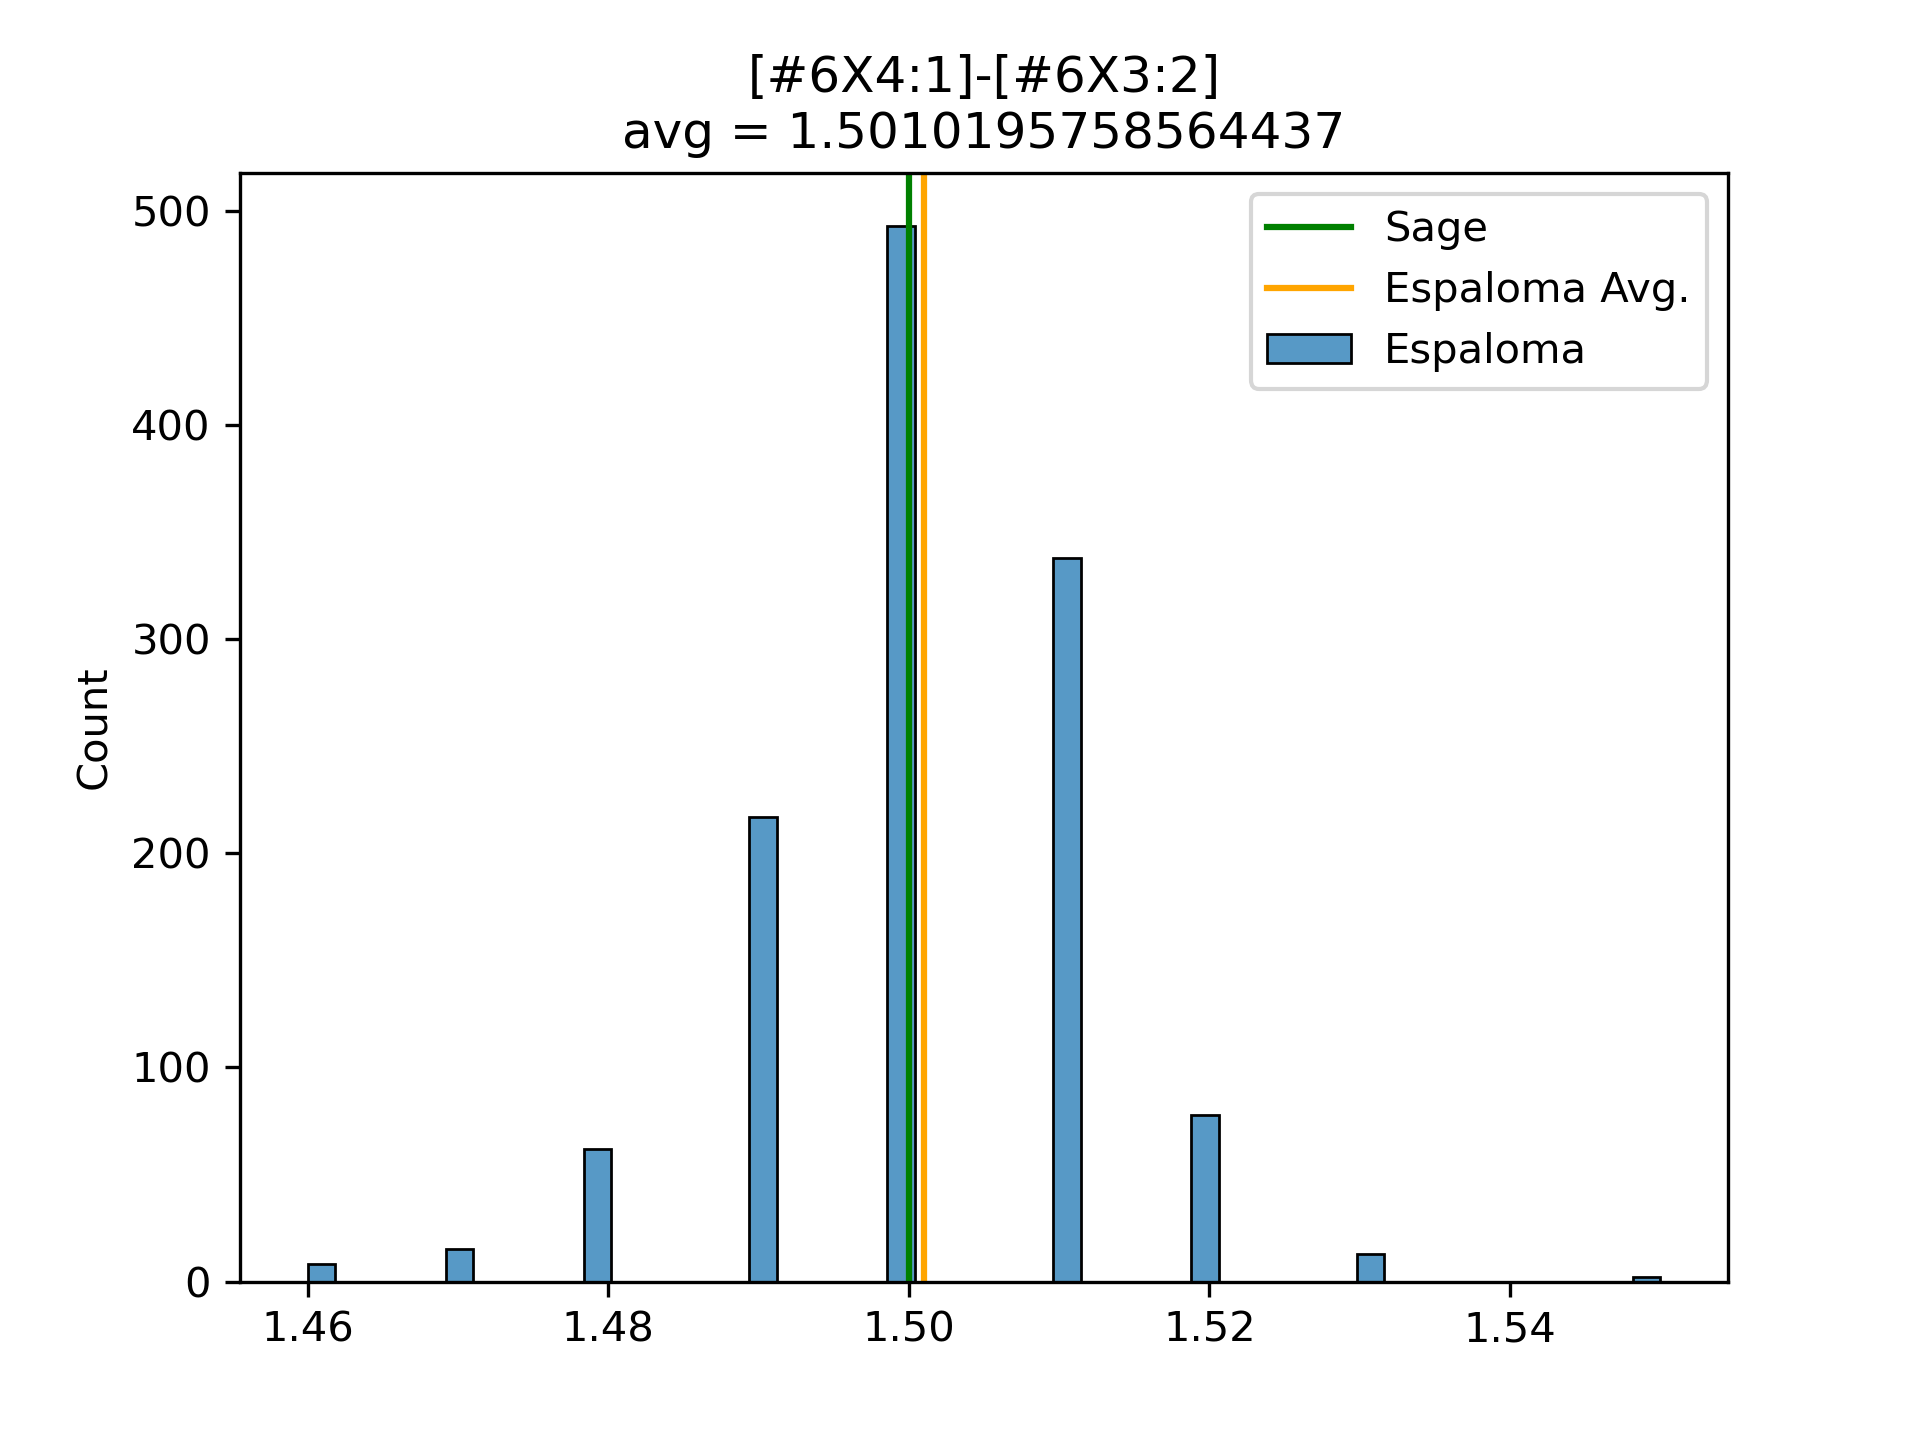 [#6X4:1]-[#6X3:2]
avg = 1.5010195758564437
Sage
Espaloma Avg.
Espaloma
500
400
300
200
100
0
Count
1.46
1.48
1.50
1.52
1.54